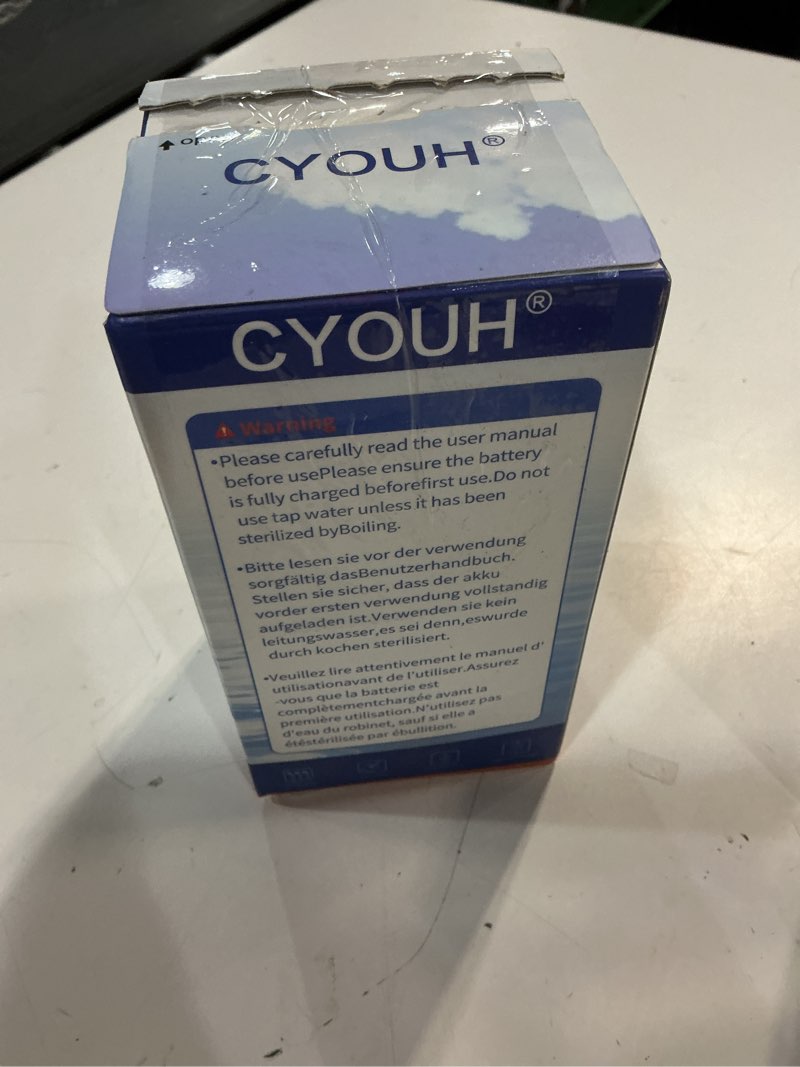 CYOUH®
CYOUH®
Warning
•Please carefully read the user manual
before usePlease ensure the battery
is fully charged beforefirst use.Do not
use tap water unless it has been
sterilized byBoiling.
•Bitte lesen sie vor der verwendung
sorgfältig dasBenutzerhandbuch.
Stellen sie sicher, dass der akku
vorder ersten verwendung vollstandig
aufgeladen ist.Verwenden sie kein
leitungswasser,es sei denn,eswurde
durch kochen sterilisiert.
•Veuillez lire attentivement le manuel d'
utilisationavant de l'utiliser.Assurez
-vous que la batterie est
complètementchargée avant la
première utilisation.N'utilisez pas
d'eau du robinet, sauf si elle a
étéstérilisée par ébullition.